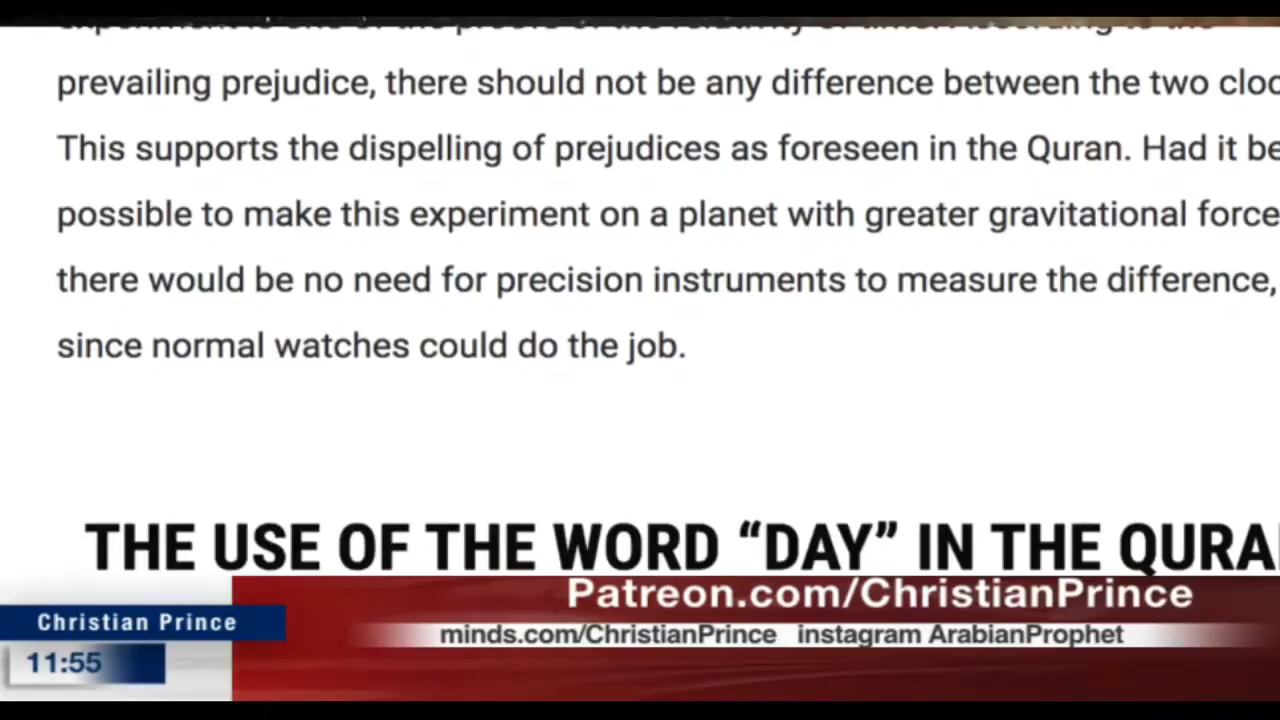 prevailing prejudice, there should not be any difference between the two cloc
This supports the dispelling of prejudices as foreseen in the Quran. Had it be
possible to make this experiment on a planet with greater gravitational force
there would be no need for precision instruments to measure the difference,
since normal watches could do the job.
THE USE OF THE WORD “DAY” IN THE QURA
Patreon.com/ChristianPrince
Christian Prince
minds.com/ChristianPrince instagram ArabianProphet
11:55